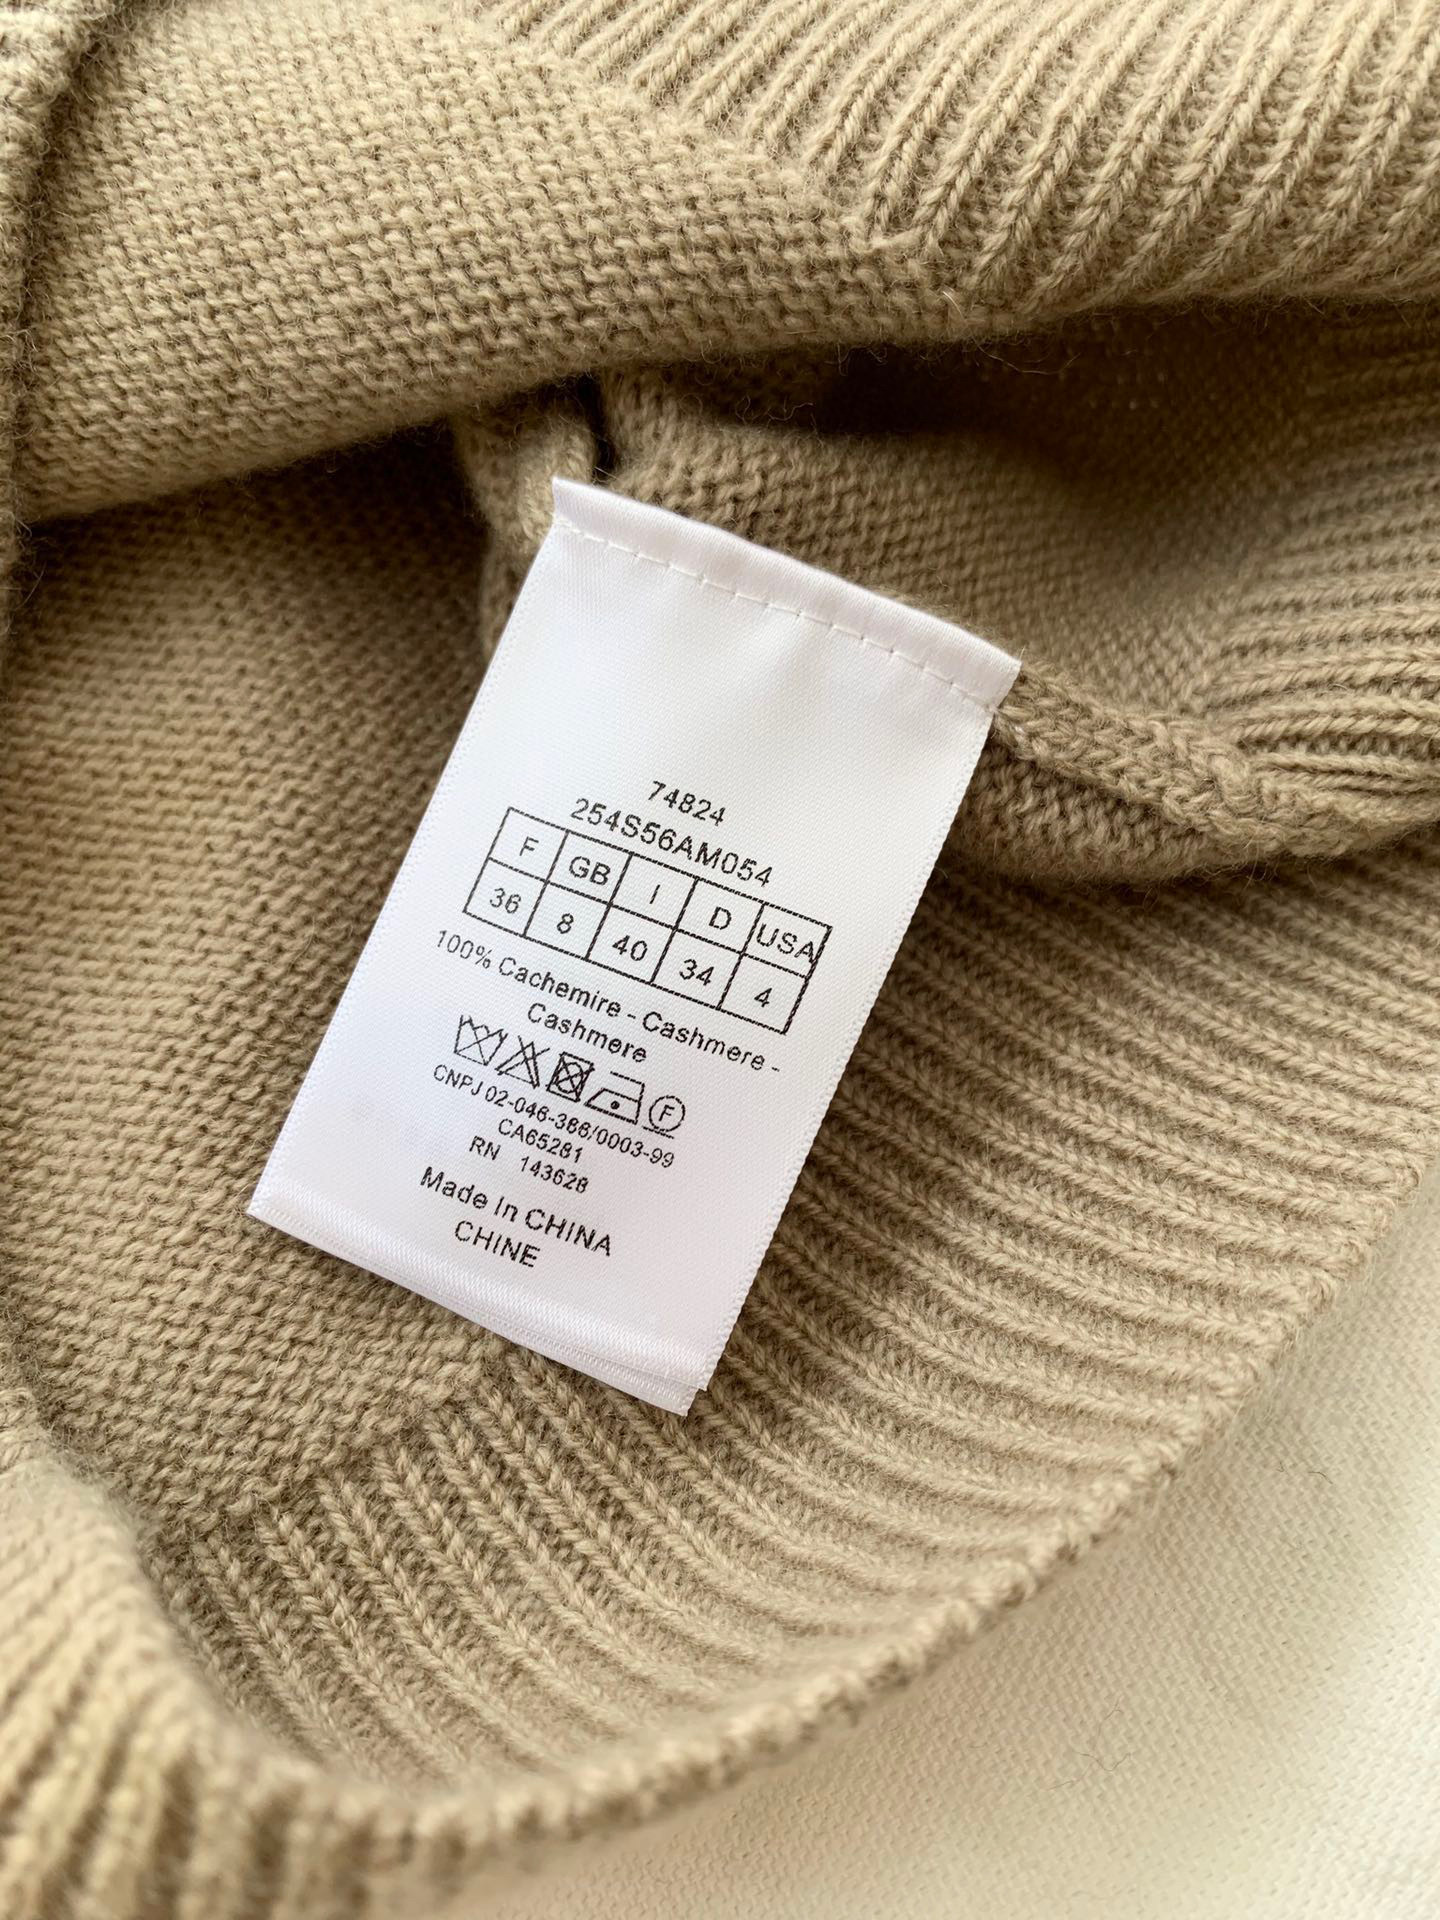 74824
254S56AM054
F GB I D USA
36 8 40 34 4
100% Cachemire - Cashmere -
Cashmere
F
CNPJ 02-046-386/0003-99
CA65281
RN 143628
Made In CHINA
CHINE